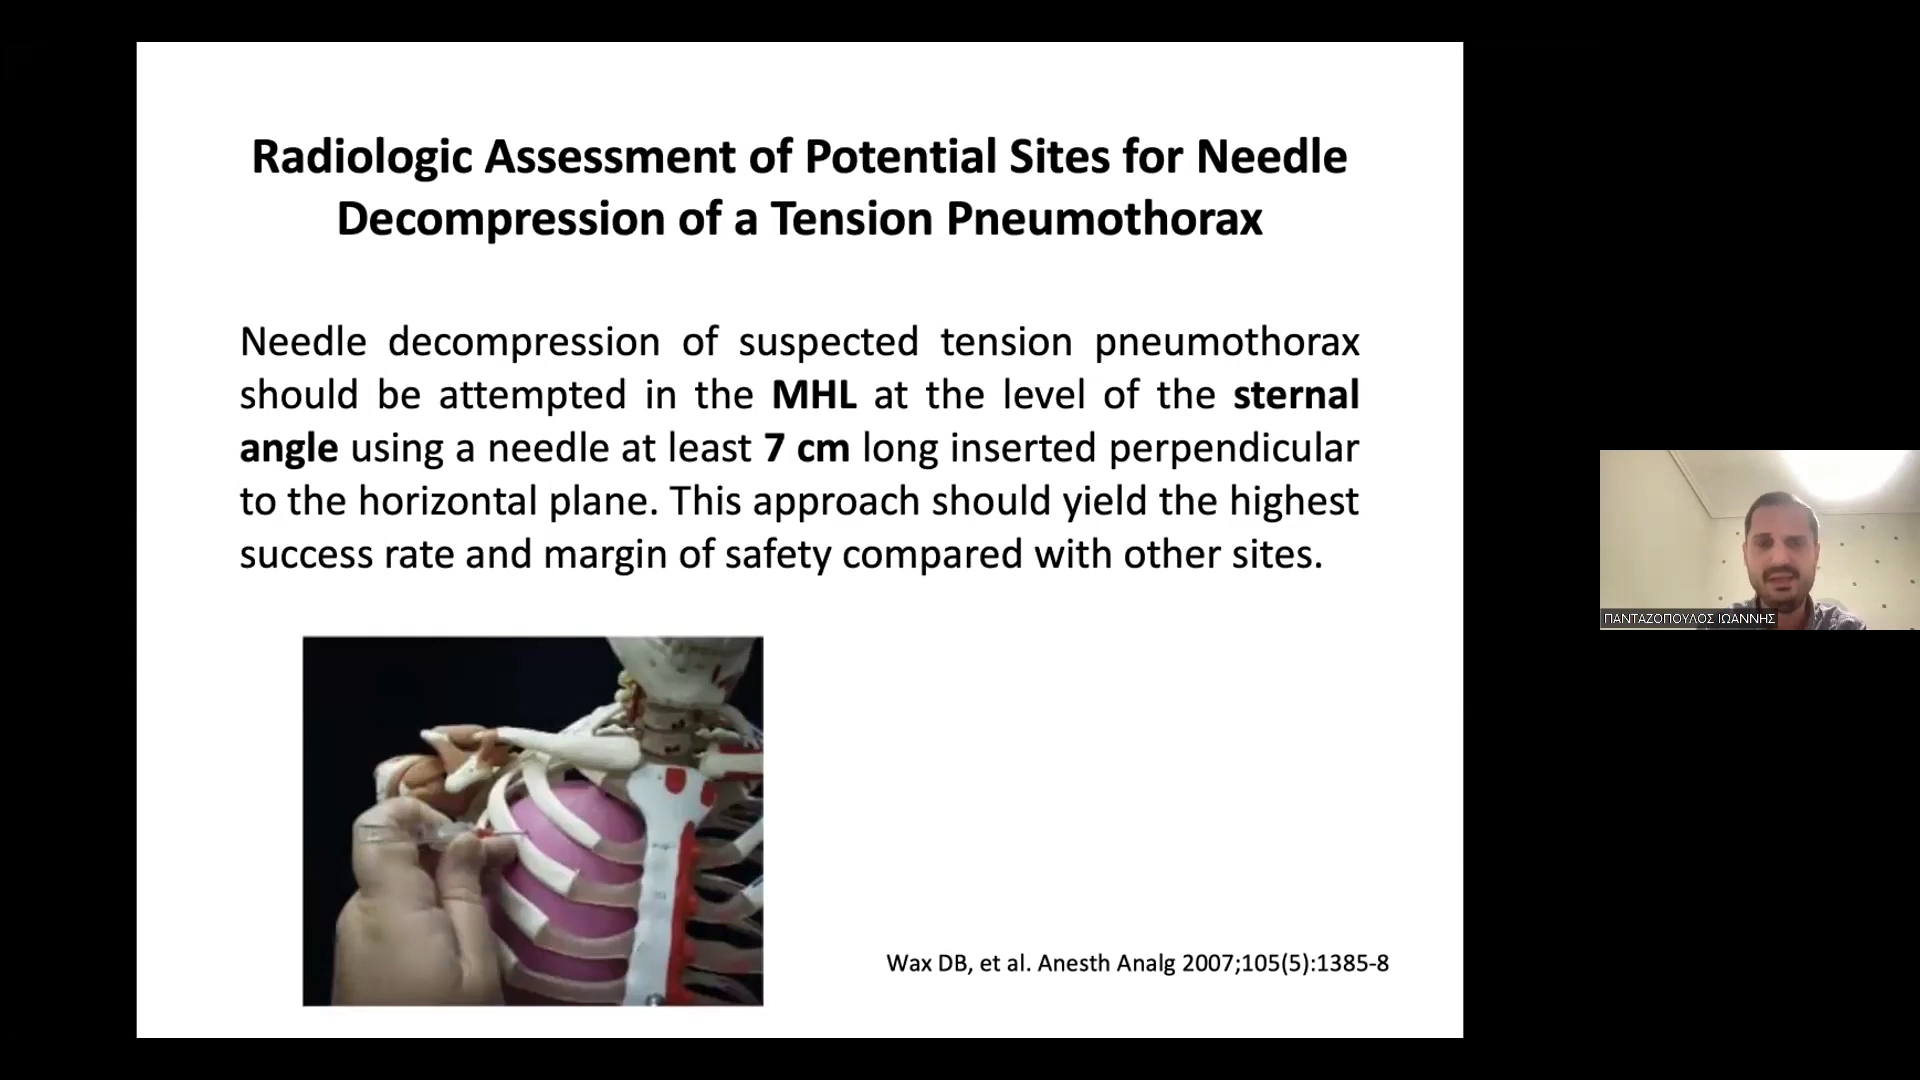 Radiologic Assessment of Potential Sites for Needle
Decompression of a Tension Pneumothorax
Needle decompression of suspected tension pneumothorax
should be attempted in the MHL at the level of the sternal
angle using a needle at least 7 cm long inserted perpendicular
to the horizontal plane. This approach should yield the highest
success rate and margin of safety compared with other sites.
Wax DB, et al. Anesth Analg 2007;105(5):1385-8
ΠΑΝΤΑΖΟΠΟΥΛΟΣ ΙΩΑΝΝΗΣ